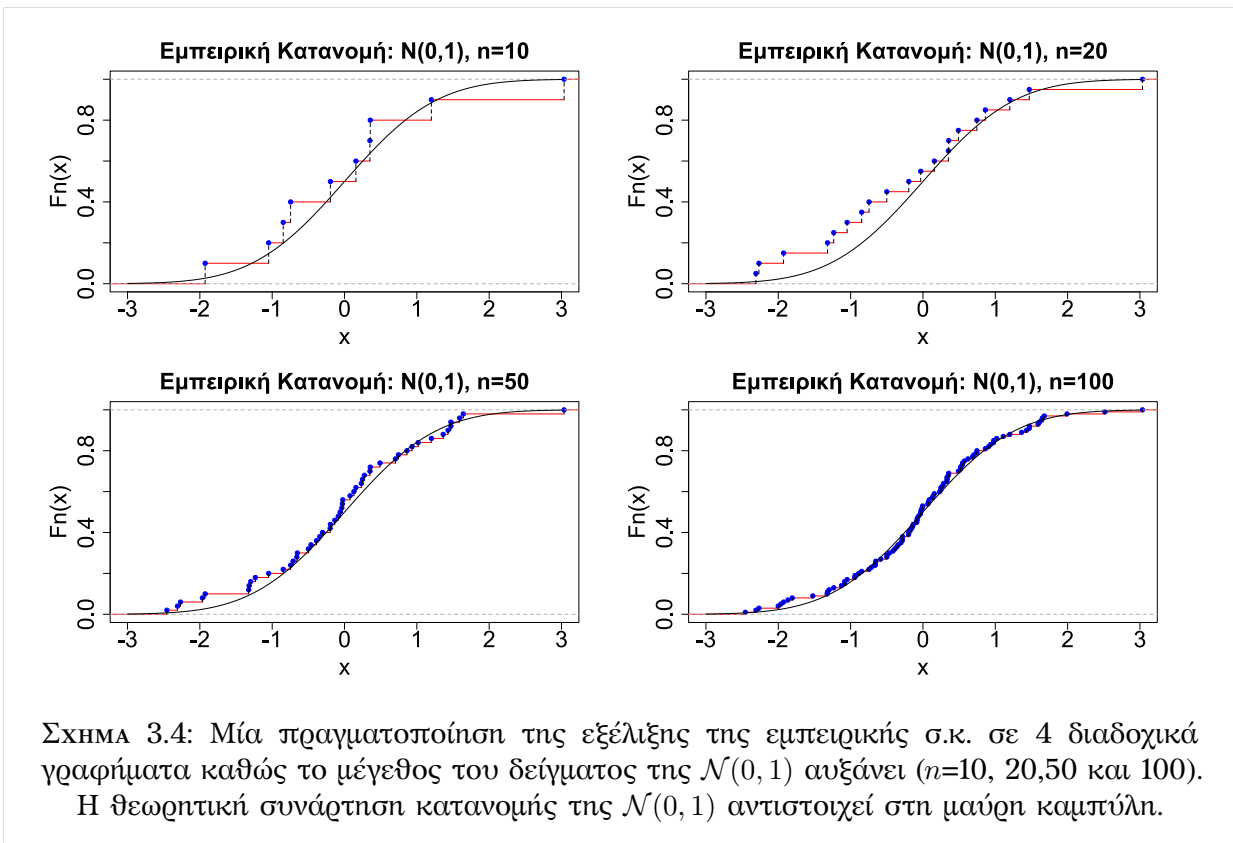 Εμπειρική Κατανομή: N(0,1), n=10
Fn(x)
0.0 0.4 0.8
-3 -2 -1 0 1 2 3
x
Εμπειρική Κατανομή: N(0,1), n=20
Fn(x)
0.0 0.4 0.8
-3 -2 -1 0 1 2 3
x
Εμπειρική Κατανομή: N(0,1), n=50
Fn(x)
0.0 0.4 0.8
-3 -2 -1 0 1 2 3
x
Εμπειρική Κατανομή: N(0,1), n=100
Fn(x)
0.0 0.4 0.8
-3 -2 -1 0 1 2 3
x
ΣΧΗΜΑ 3.4: Μία πραγματοποίηση της εξέλιξης της εμπειρικής σ.κ. σε 4 διαδοχικά
γραφήματα καθώς το μέγεθος του δείγματος της N(0, 1) αυξάνει (n=10, 20,50 και 100).
Η θεωρητική συνάρτηση κατανομής της N(0, 1) αντιστοιχεί στη μαύρη καμπύλη.